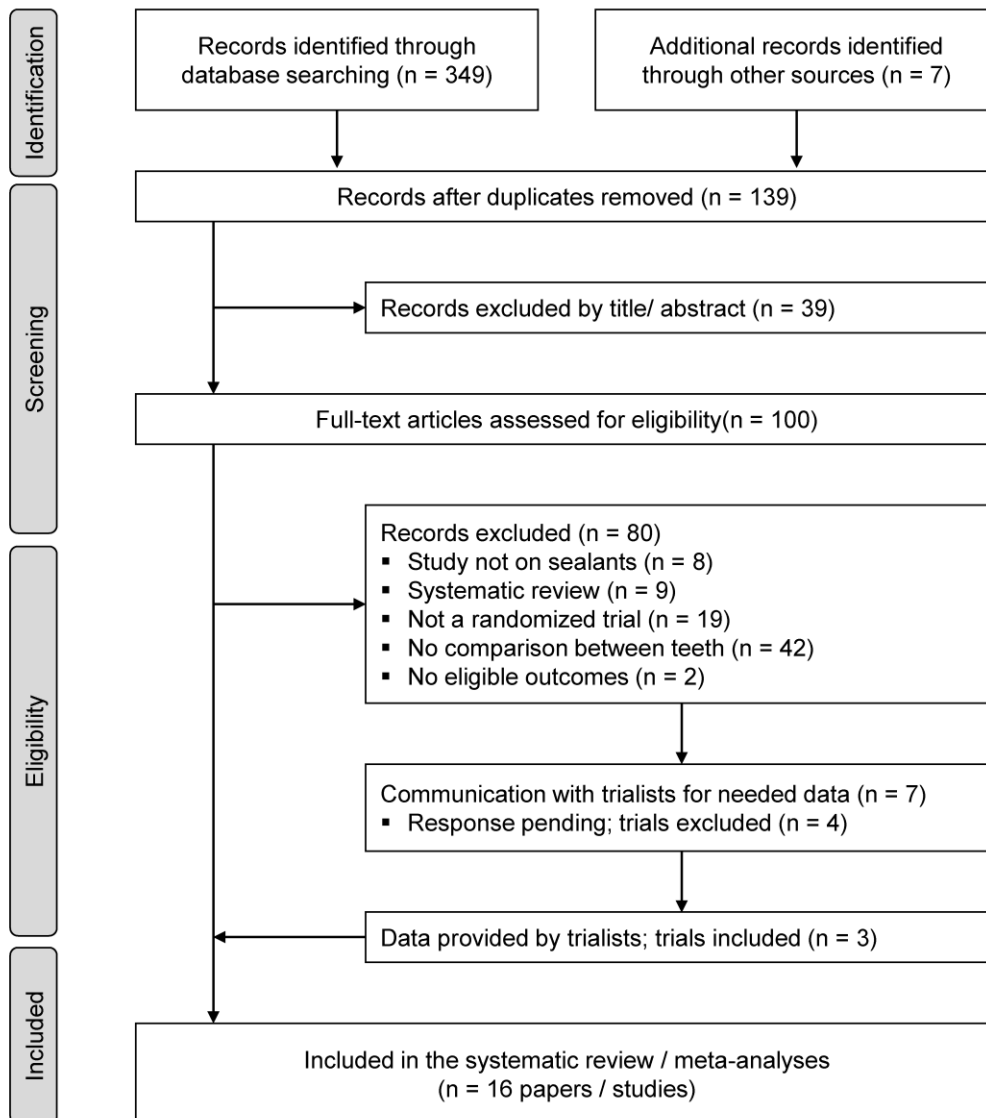 Identification
Records identified through
database searching (n = 349)
Additional records identified
through other sources (n = 7)
Screening
Records after duplicates removed (n = 139)
Records excluded by title/ abstract (n = 39)
Full-text articles assessed for eligibility(n = 100)
Eligibility
Records excluded (n = 80)
▪ Study not on sealants (n = 8)
▪ Systematic review (n = 9)
▪ Not a randomized trial (n = 19)
▪ No comparison between teeth (n = 42)
▪ No eligible outcomes (n = 2)
Communication with trialists for needed data (n = 7)
▪ Response pending; trials excluded (n = 4)
Data provided by trialists; trials included (n = 3)
Included
Included in the systematic review / meta-analyses
(n = 16 papers / studies)